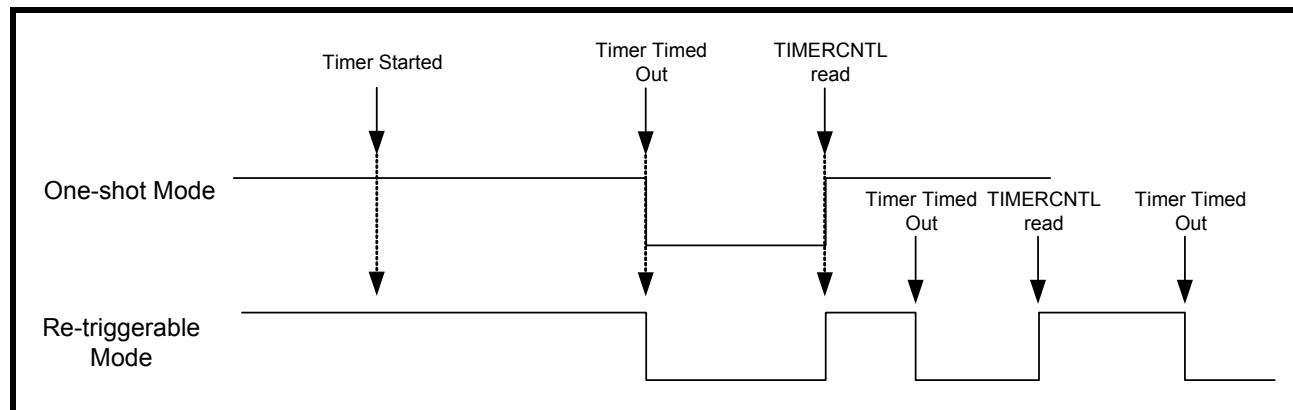 Timer Started
Timer Timed
Out
TIMERCNTL
read
One-shot Mode
Timer Timed
Out
TIMERCNTL
read
Timer Timed
Out
Re-triggerable
Mode